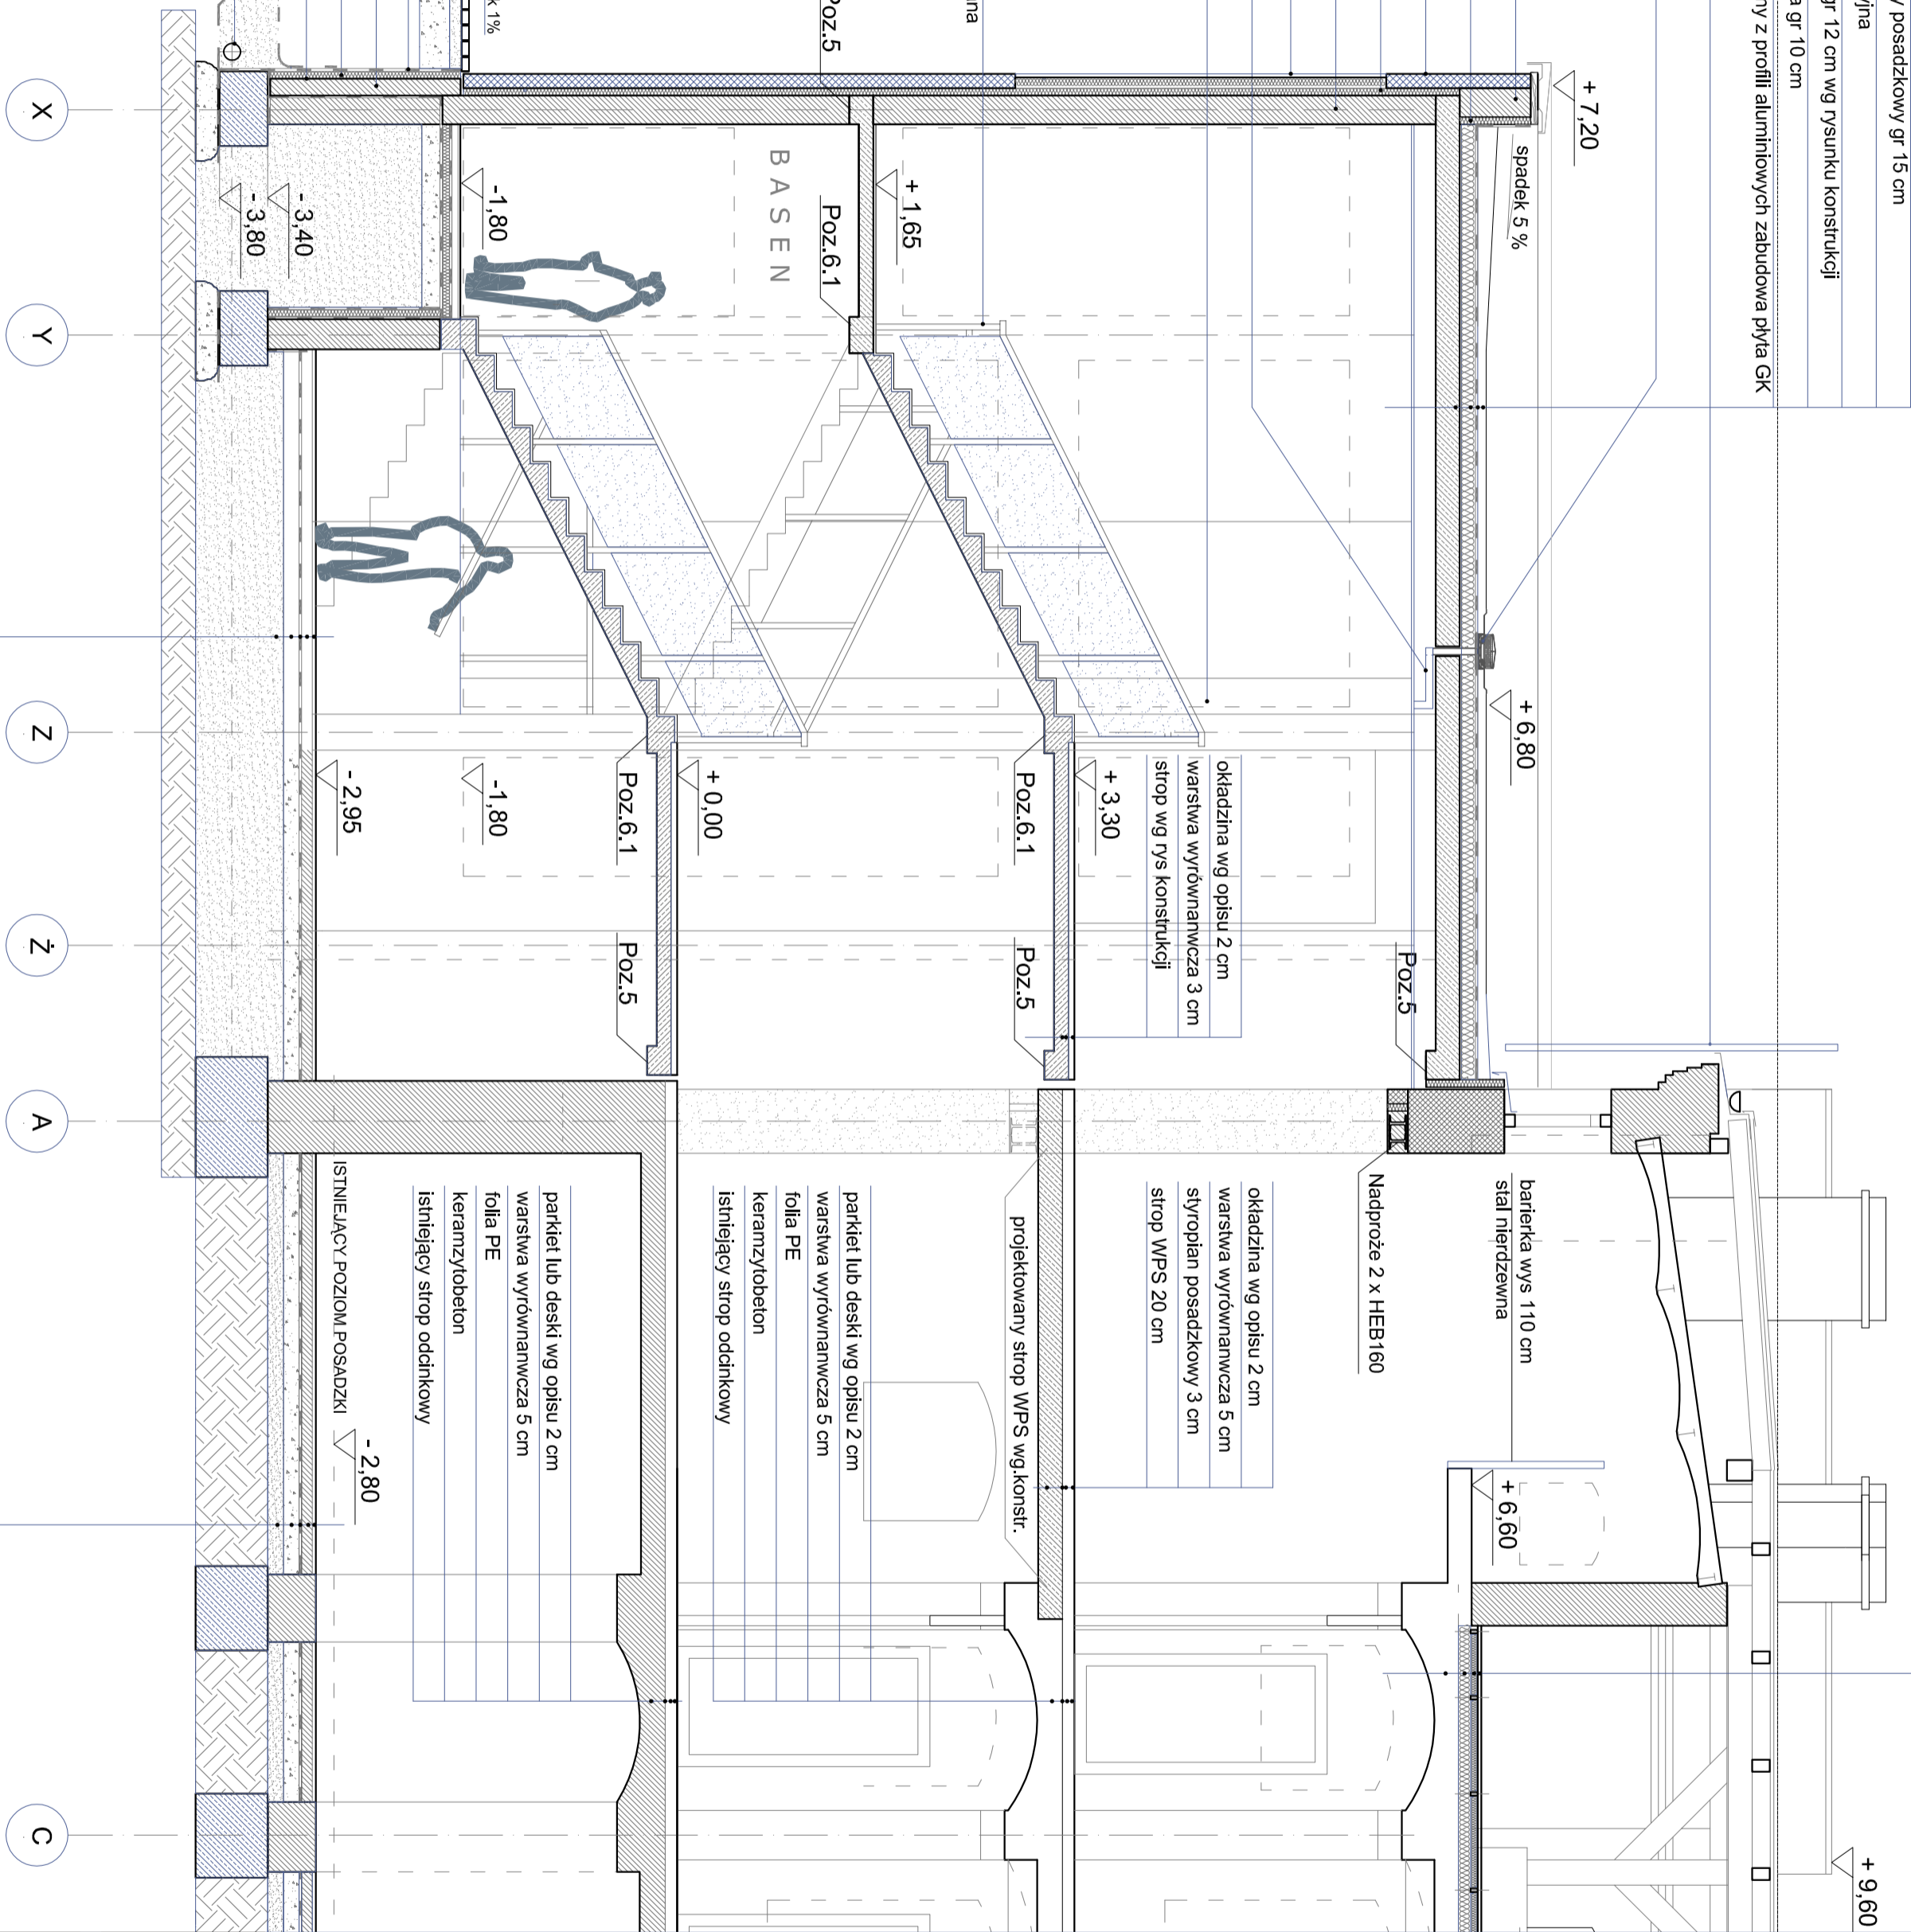 y posadzkowy gr 15 cm
yjna
gr 12 cm wg rysunku konstrukcji
a gr 10 cm
ny z profili aluminiowych zabudowa płyta GK
+ 7,20
spadek 5 %
+ 6,80
k 1%
Poz.5
na
BASEN
Poz.6.1
+ 1,65
-1,80
- 3,40
- 3,80
okładzina wg opisu 2 cm
warstwa wyrównanwcza 3 cm
strop wg rys konstrukcji
+ 3,30
Poz.6.1
+ 0,00
Poz.6.1
-1,80
- 2,95
Poz.5
Poz.5
Poz.5
barierka wys 110 cm
stal nierdzewna
Nadproże 2 x HEB160
okładzina wg opisu 2 cm
warstwa wyrównanwcza 5 cm
styropian posadzkowy 3 cm
strop WPS 20 cm
projektowany strop WPS wg.konstr.
parkiet lub deski wg opisu 2 cm
warstwa wyrównanwcza 5 cm
folia PE
keramzytobeton
istniejący strop odcinkowy
parkiet lub deski wg opisu 2 cm
warstwa wyrównanwcza 5 cm
folia PE
keramzytobeton
istniejący strop odcinkowy
ISTNIEJĄCY POZIOM POSADZKI
- 2,80
+ 6,60
+ 9,60
X
Y
Z
Ż
A
C